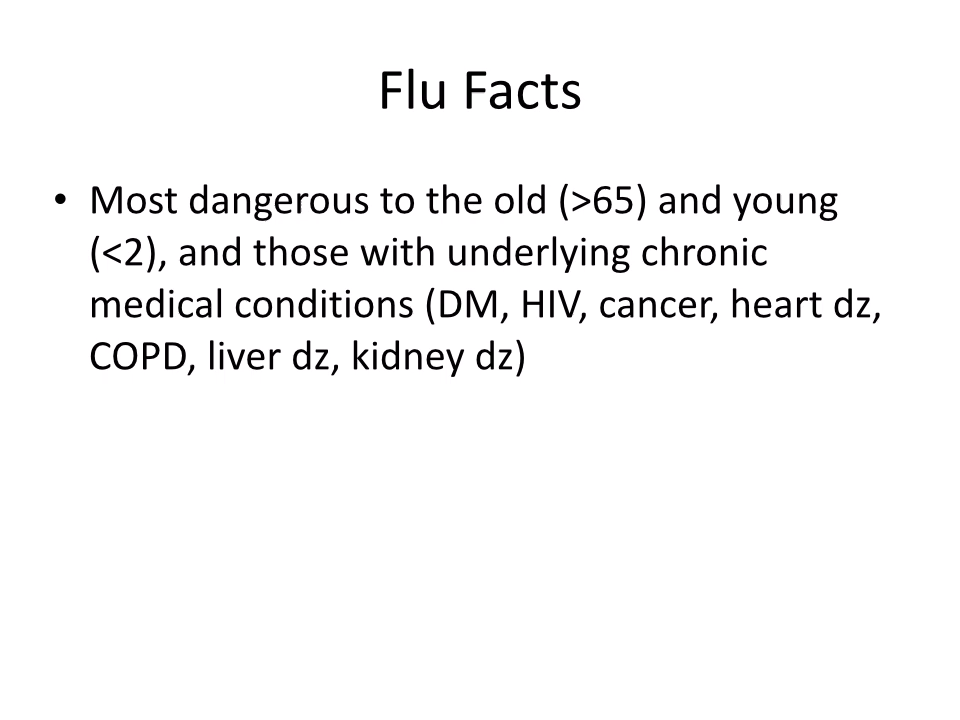 Flu Facts
• Most dangerous to the old (>65) and young
(<2), and those with underlying chronic
medical conditions (DM, HIV, cancer, heart dz,
COPD, liver dz, kidney dz)